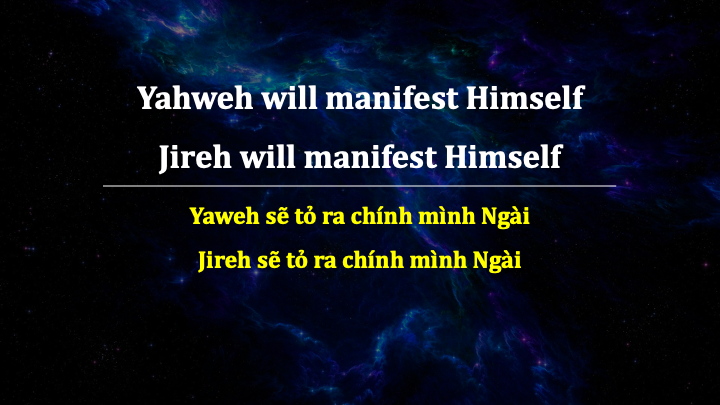 Yahweh will manifest Himself
Jireh will manifest Himself
Yaweh sẽ tỏ ra chính mình Ngài
Jireh sẽ tỏ ra chính mình Ngài